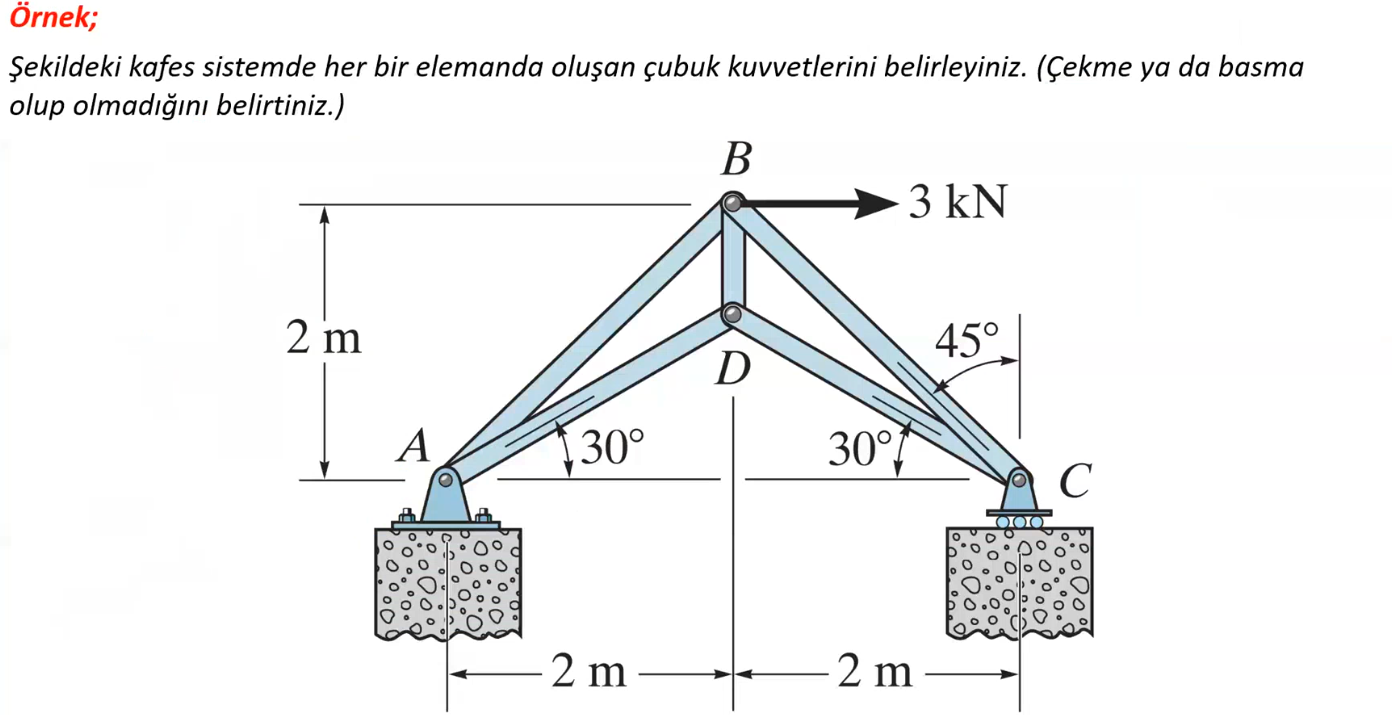 Örnek;
Şekildeki kafes sistemde her bir elemanda oluşan çubuk kuvvetlerini belirleyiniz. (Çekme ya da basma
olup olmadığını belirtiniz.)
B
3 kN
2 m
45°
D
A
30°
30°
C
2 m
2 m